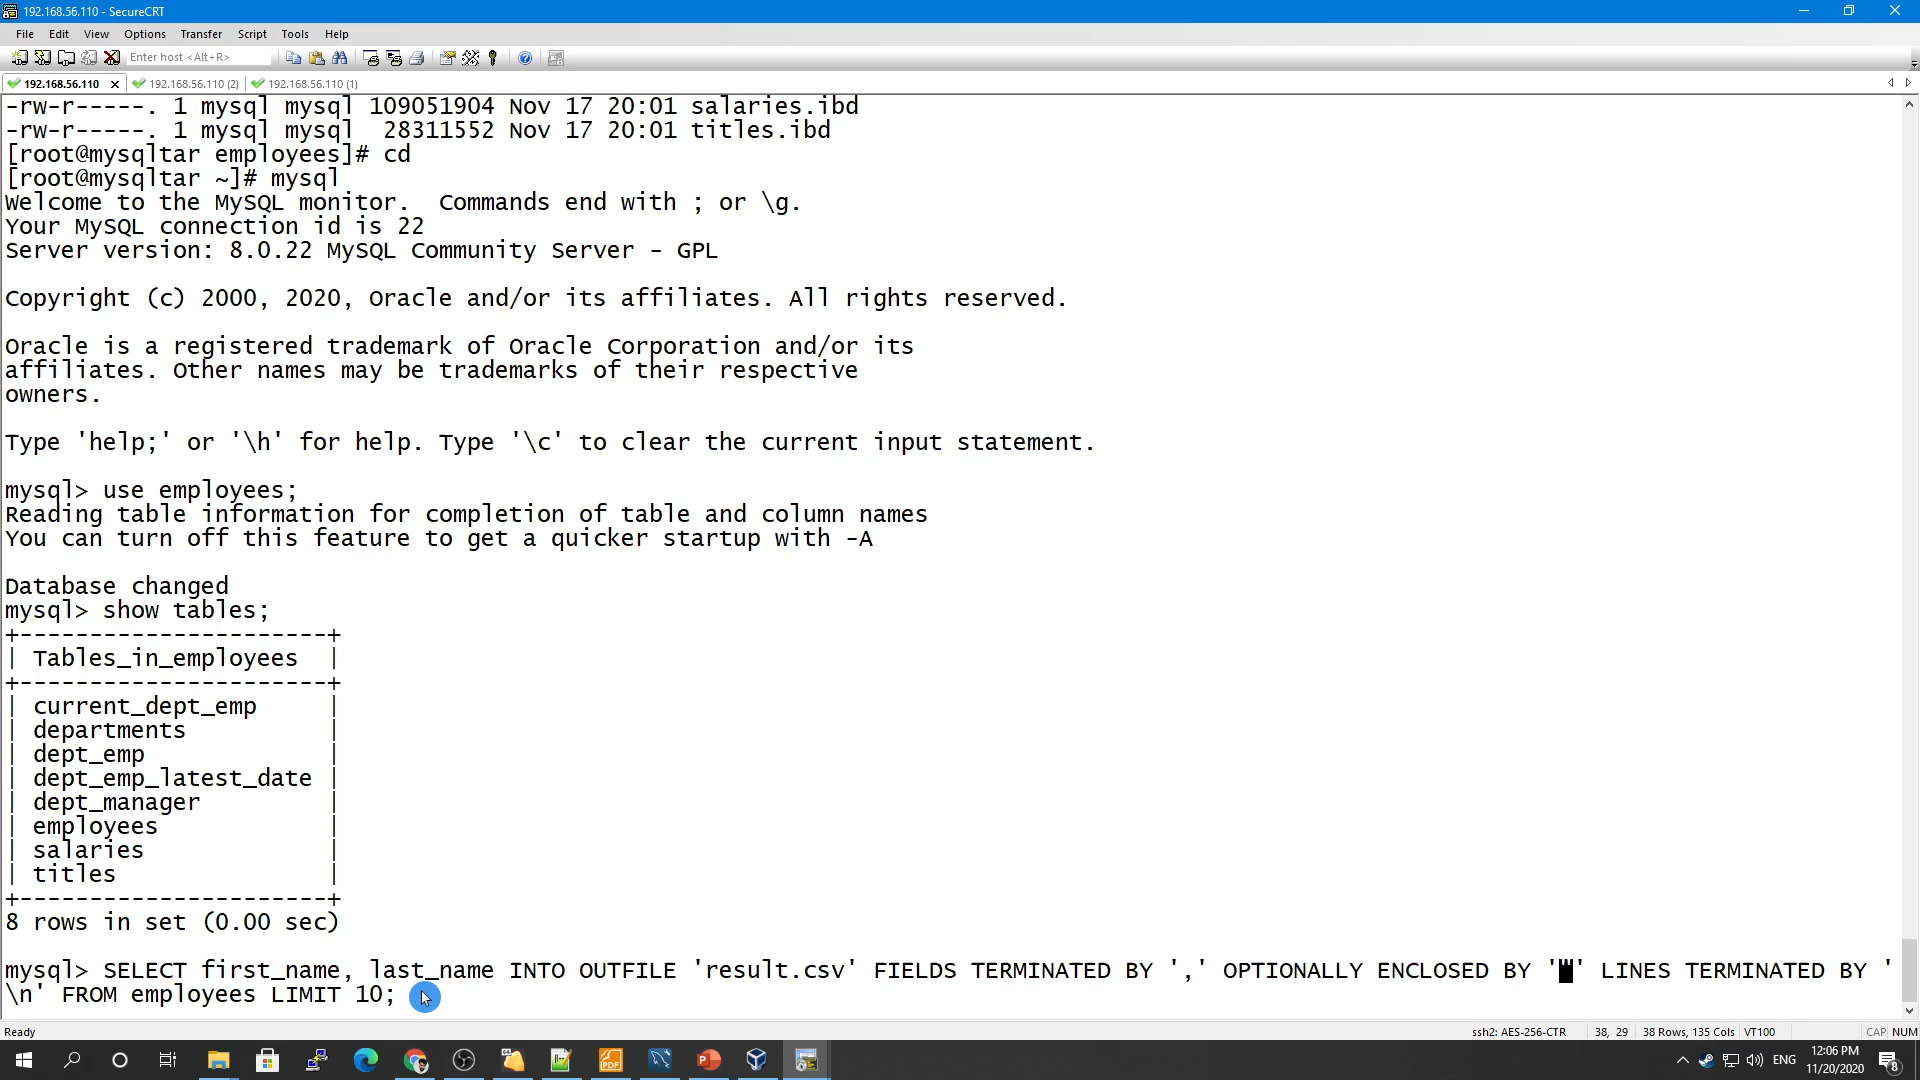 192.168.56.110 - SecureCRT
File Edit View Options Transfer Script Tools Help
Enter host <Alt+R>
192.168.56.110 192.168.56.110 (2) 192.168.56.110 (1)
-rw-r-----. 1 mysql mysql 109051904 Nov 17 20:01 salaries.ibd
-rw-r-----. 1 mysql mysql  28311552 Nov 17 20:01 titles.ibd
[root@mysqltar employees]# cd
[root@mysqltar ~]# mysql
Welcome to the MySQL monitor.  Commands end with ; or \g.
Your MySQL connection id is 22
Server version: 8.0.22 MySQL Community Server - GPL
Copyright (c) 2000, 2020, Oracle and/or its affiliates. All rights reserved.
Oracle is a registered trademark of Oracle Corporation and/or its
affiliates. Other names may be trademarks of their respective
owners.
Type 'help;' or '\h' for help. Type '\c' to clear the current input statement.
mysql> use employees;
Reading table information for completion of table and column names
You can turn off this feature to get a quicker startup with -A
Database changed
mysql> show tables;
+----------------------+
| Tables_in_employees  |
+----------------------+
| current_dept_emp     |
| departments          |
| dept_emp             |
| dept_emp_latest_date |
| dept_manager         |
| employees            |
| salaries             |
| titles               |
+----------------------+
8 rows in set (0.00 sec)
mysql> SELECT first_name, last_name INTO OUTFILE 'result.csv' FIELDS TERMINATED BY ',' OPTIONALLY ENCLOSED BY '"' LINES TERMINATED BY '
\n' FROM employees LIMIT 10;
Ready ssh2: AES-256-CTR 38, 29 38 Rows, 135 Cols VT100 CAP NUM
ENG 12:06 PM
11/20/2020 8